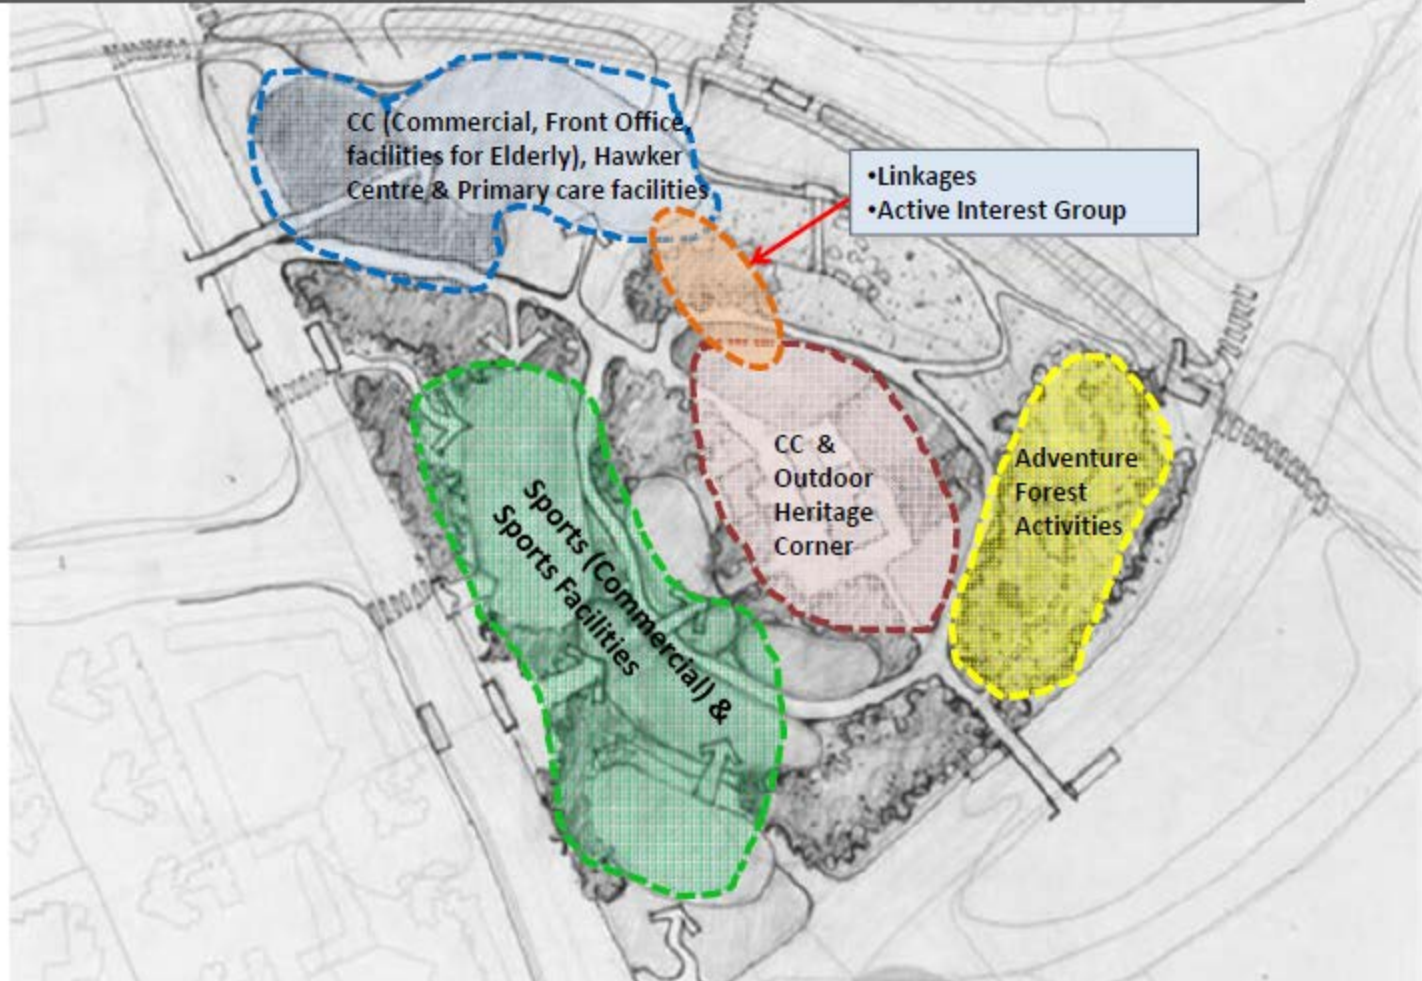 CC (Commercial, Front Office,
facilities for Elderly), Hawker
Centre & Primary care facilities
•Linkages
•Active Interest Group
CC &
Outdoor
Heritage
Corner
Adventure
Forest
Activities
Sports (Commercial) &
Sports Facilities